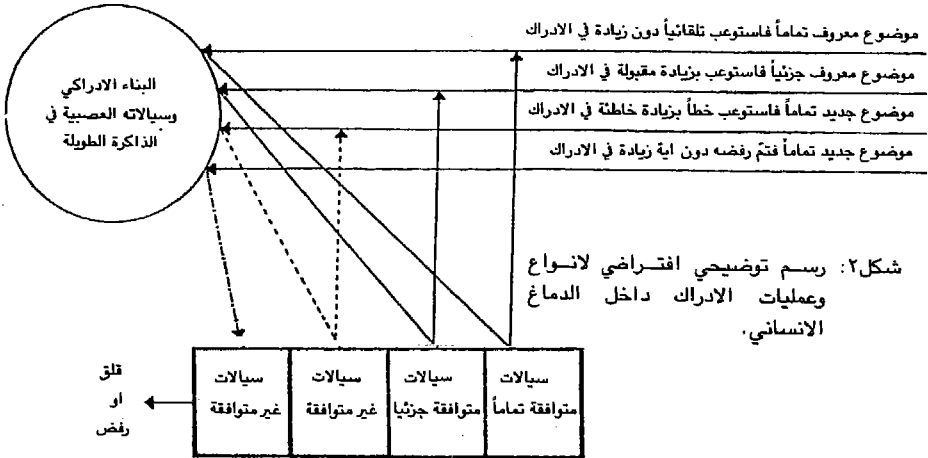 موضوع معروف تماماً فاستوعب تلقائياً دون زيادة في الادراك
موضوع معروف جزئياً فاستوعب بزيادة مقبولة في الادراك
موضوع جديد تماماً فاستوعب خطأ بزيادة خاطئة في الادراك
موضوع جديد تماماً فتمّ رفضه دون اية زيادة في الادراك
البناء الادراكي
وسيالاته العصبية في
الذاكرة الطويلة
شكل٢: رسم توضيحي افتراضي لانواع
وعمليات الادراك داخل الدماغ
الانساني.
سيالات
متوافقة تماماً
سيالات
متوافقة جزئيا
سيالات
غير متوافقة
سيالات
غير متوافقة
قلق
او
رفض